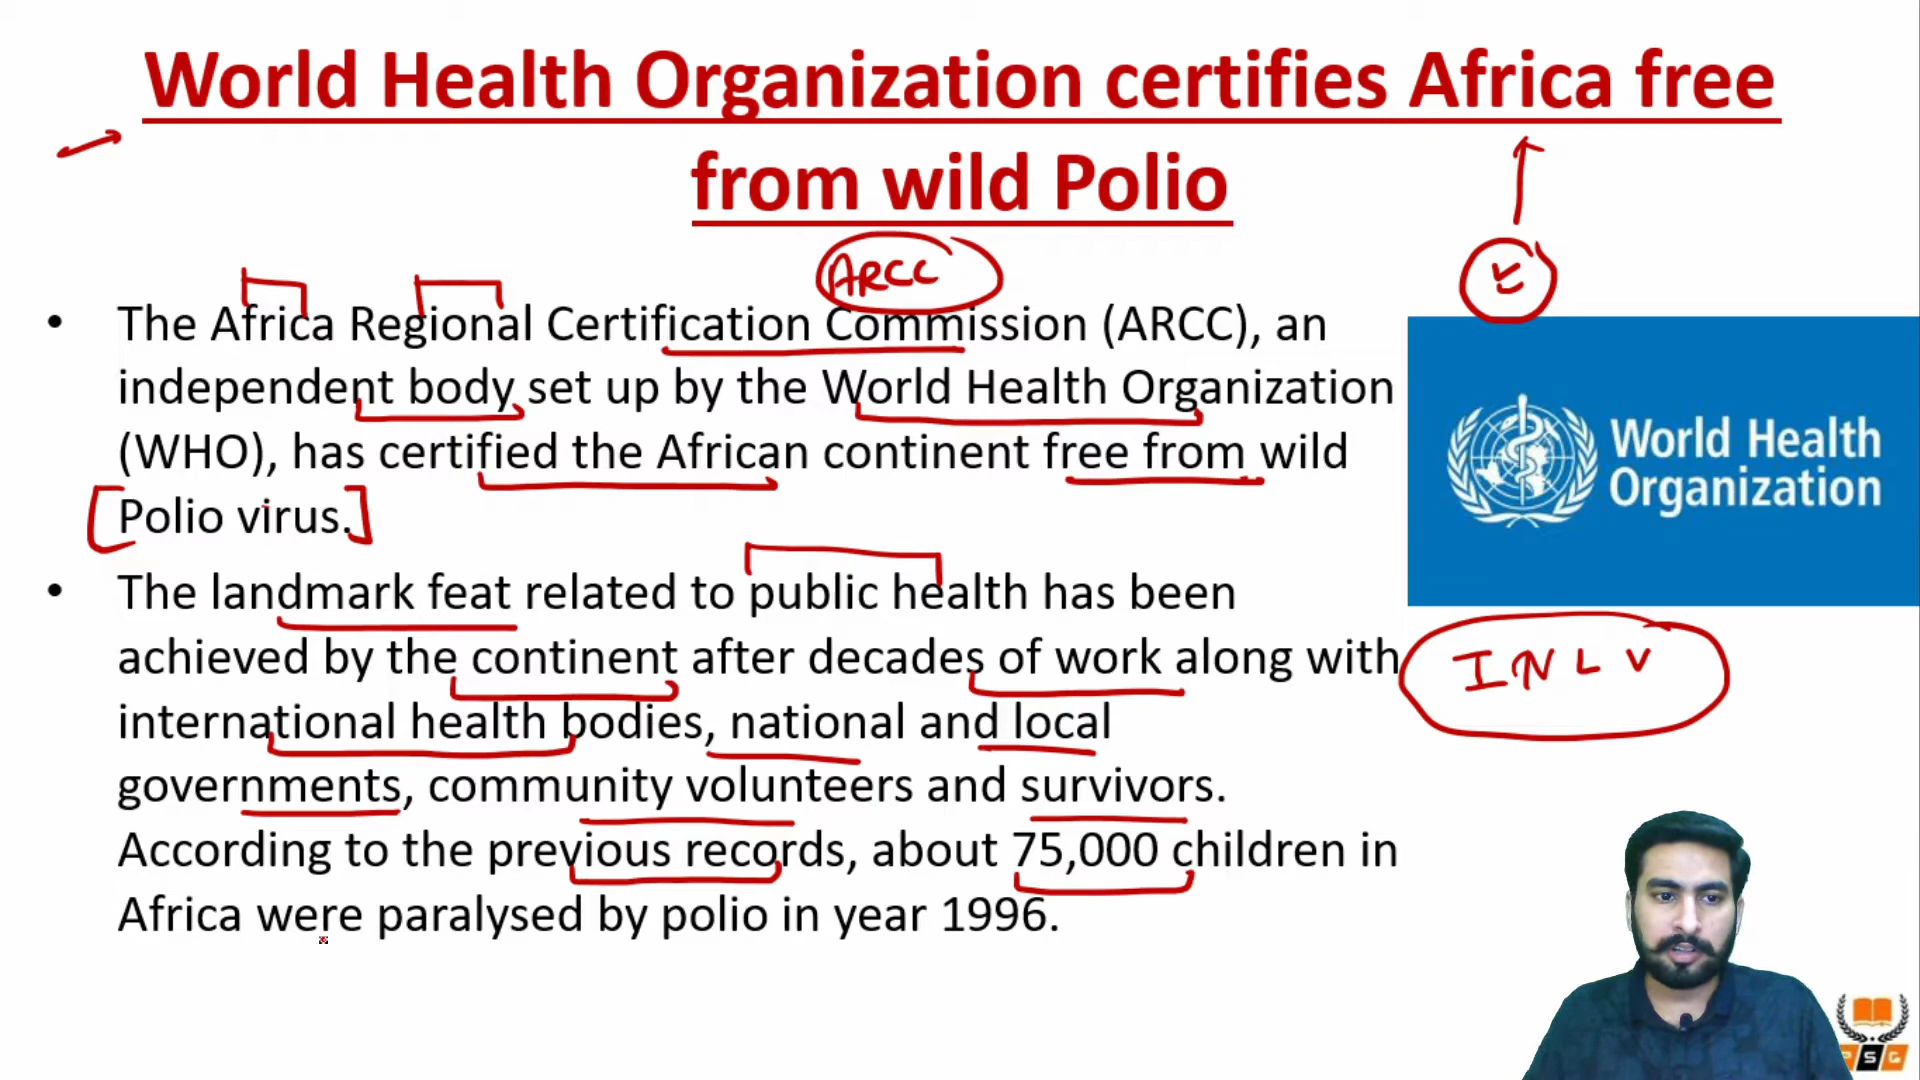 World Health Organization certifies Africa free
from wild Polio
ARCC
• The Africa Regional Certification Commission (ARCC), an
independent body set up by the World Health Organization
(WHO), has certified the African continent free from wild
Polio virus.
World Health
Organization
• The landmark feat related to public health has been
achieved by the continent after decades of work along with
international health bodies, national and local
governments, community volunteers and survivors.
According to the previous records, about 75,000 children in
Africa were paralysed by polio in year 1996.
I N L V
PSG